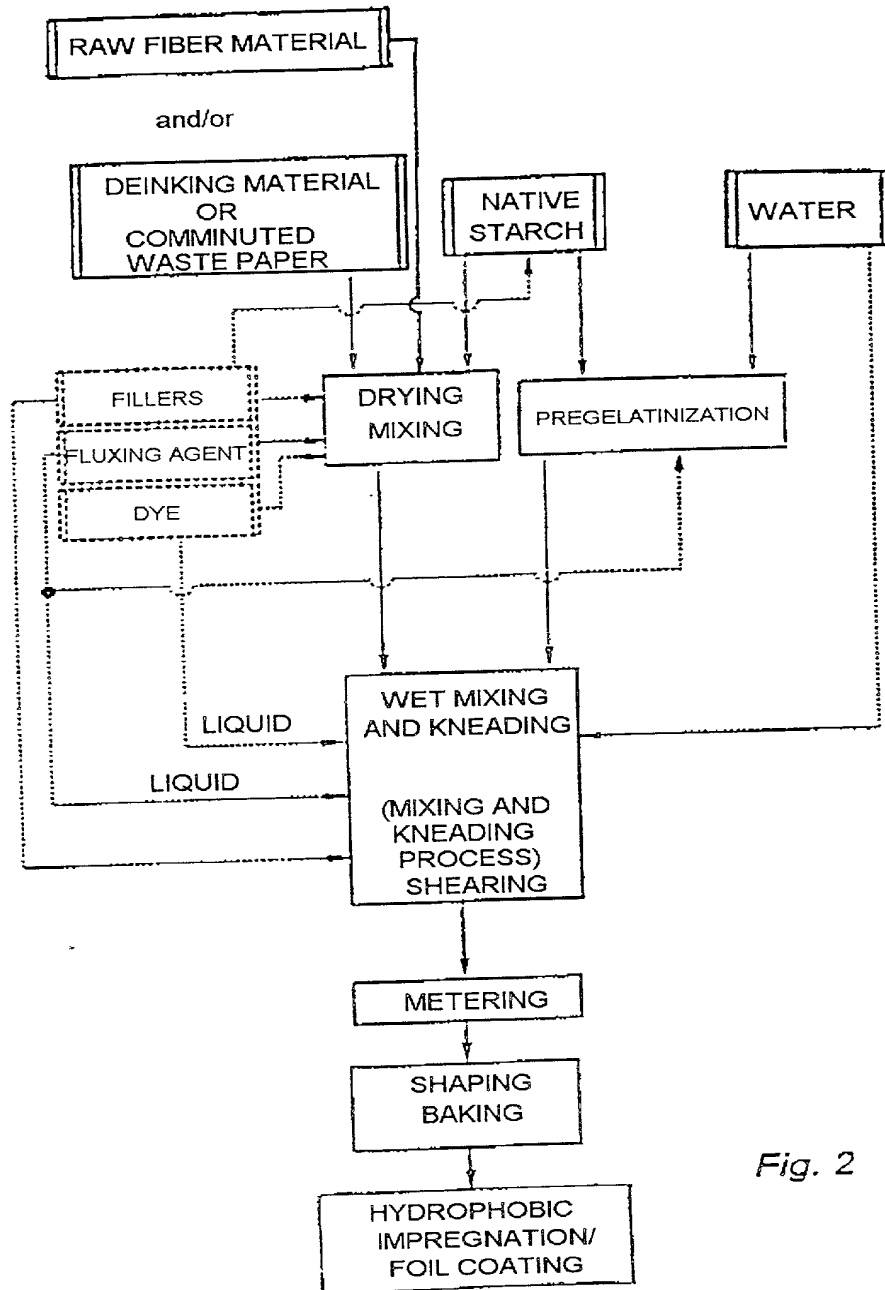 RAW FIBER MATERIAL
and/or
DEINKING MATERIAL
OR
COMMINUTED
WASTE PAPER
NATIVE
STARCH
WATER
FILLERS
FLUXING AGENT
DYE
DRYING
MIXING
PREGELATINIZATION
LIQUID
LIQUID
WET MIXING
AND KNEADING
(MIXING AND
KNEADING
PROCESS)
SHEARING
METERING
SHAPING
BAKING
HYDROPHOBIC
IMPREGNATION/
FOIL COATING
Fig. 2